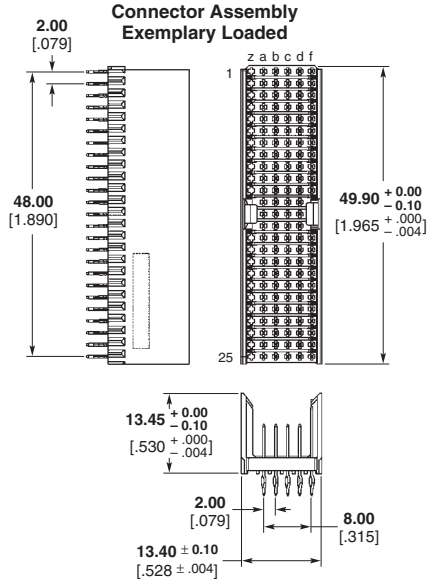 Connector Assembly
Exemplary Loaded
2.00
[.079]
z a b c d f
1
48.00
[1.890]
49.90 + 0.00 − 0.10
[1.965 + .000 − .004]
25
13.45 + 0.00 − 0.10
[.530 + .000 − .004]
2.00
[.079]
8.00
[.315]
13.40 ± 0.10
[.528 ± .004]